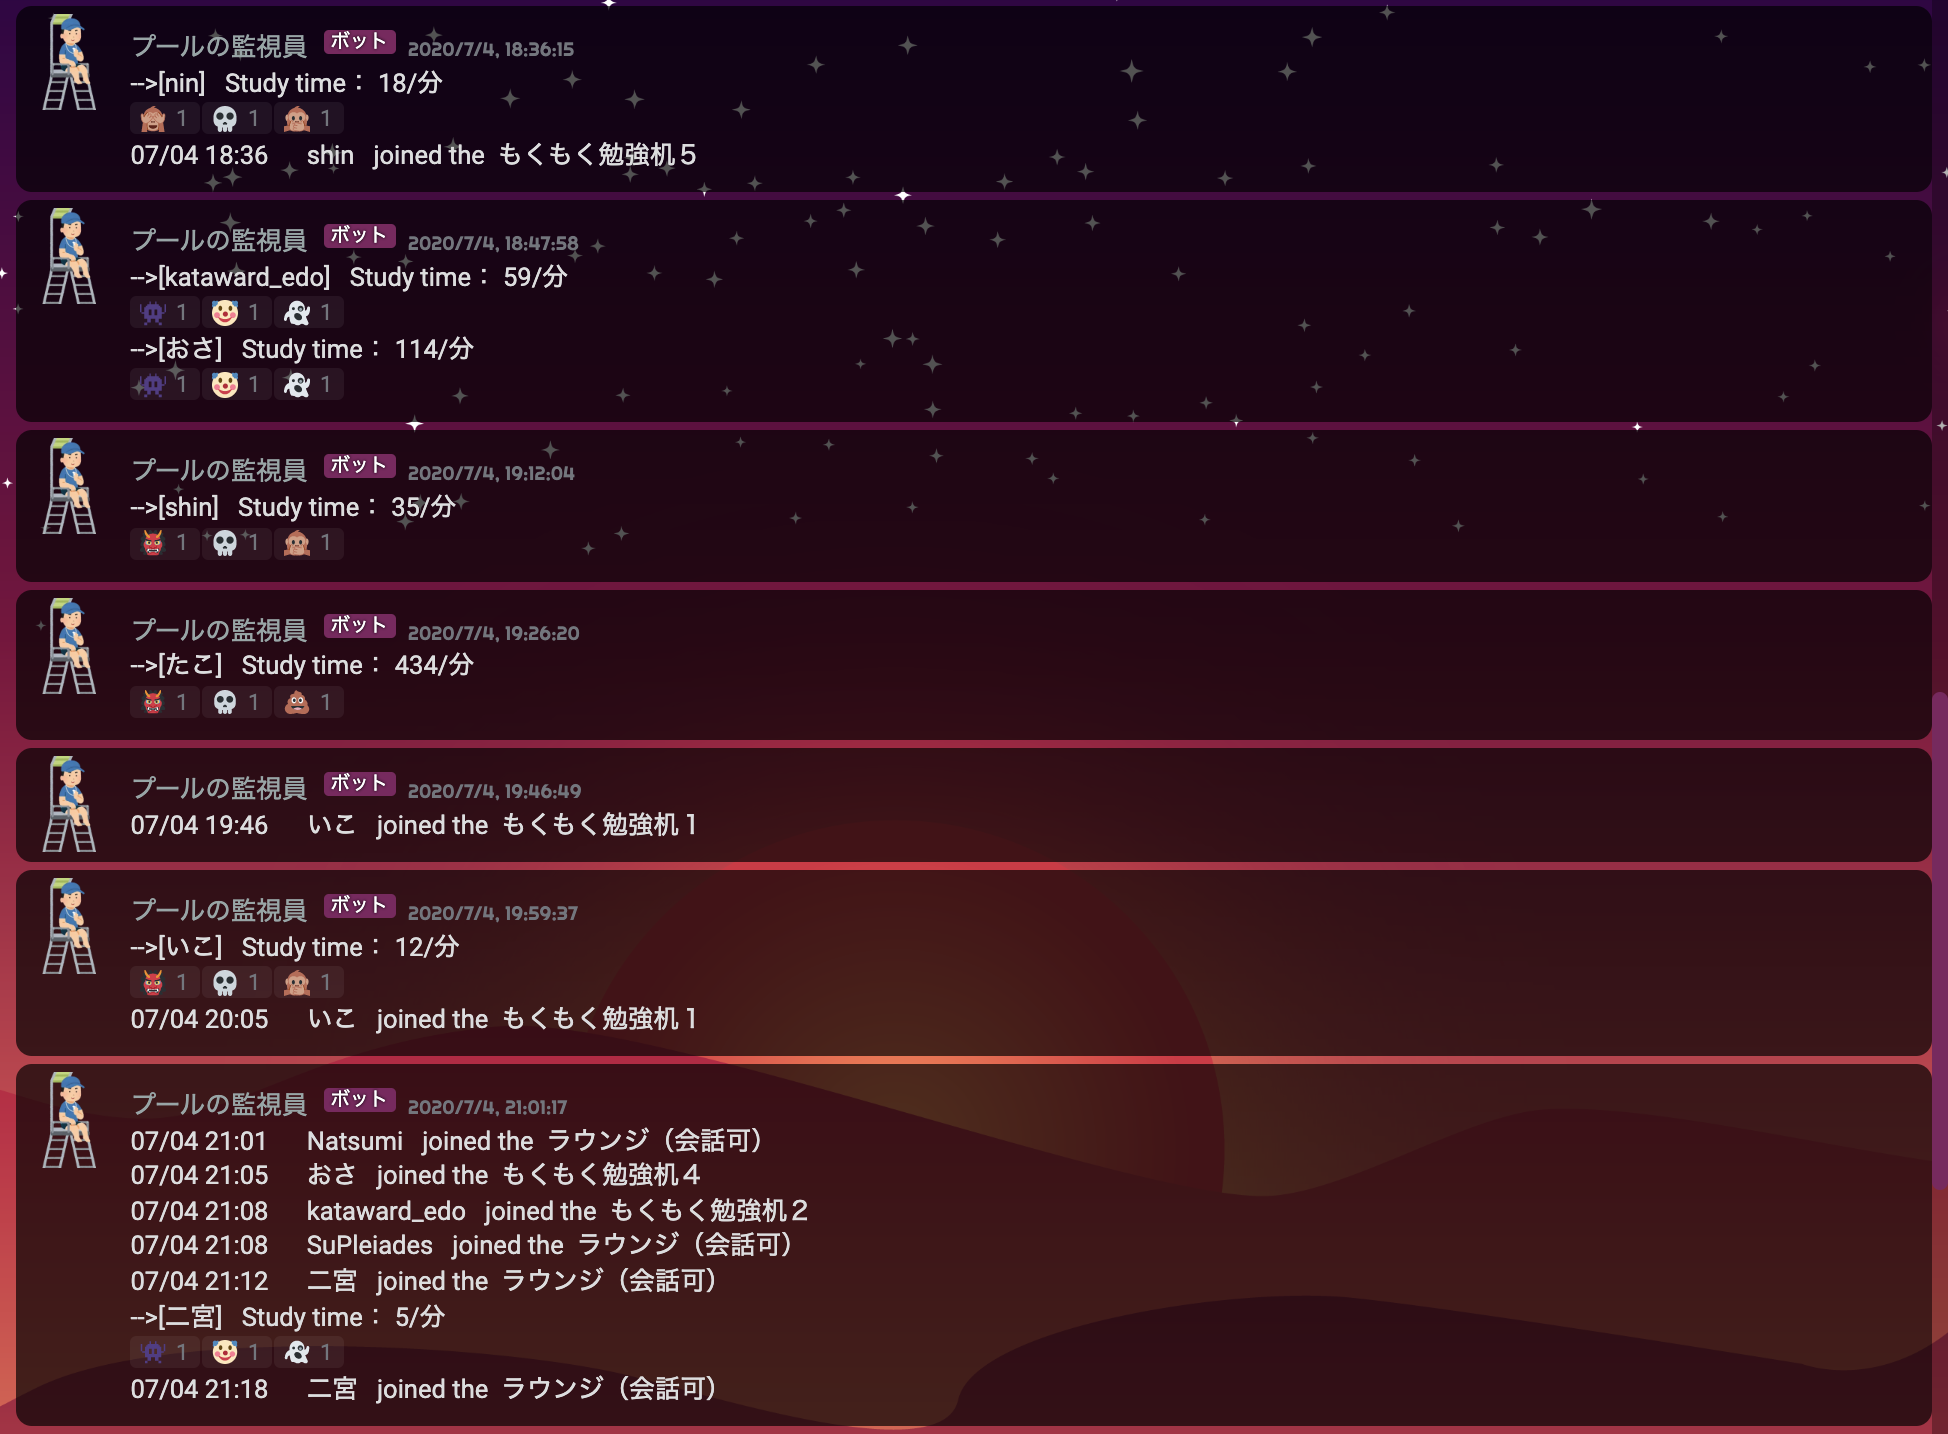 プールの監視員 ボット 2020/7/4, 18:36:15
-->[nin] Study time： 18/分
1 1 1
07/04 18:36 shin joined the もくもく勉強机５
プールの監視員 ボット 2020/7/4, 18:47:58
-->[kataward_edo] Study time： 59/分
1 1 1
-->[おさ] Study time： 114/分
1 1 1
プールの監視員 ボット 2020/7/4, 19:12:04
-->[shin] Study time： 35/分
1 1 1
プールの監視員 ボット 2020/7/4, 19:26:20
-->[たこ] Study time： 434/分
1 1 1
プールの監視員 ボット 2020/7/4, 19:46:49
07/04 19:46 いこ joined the もくもく勉強机１
プールの監視員 ボット 2020/7/4, 19:59:37
-->[いこ] Study time： 12/分
1 1 1
07/04 20:05 いこ joined the もくもく勉強机１
プールの監視員 ボット 2020/7/4, 21:01:17
07/04 21:01 Natsumi joined the ラウンジ（会話可）
07/04 21:05 おさ joined the もくもく勉強机４
07/04 21:08 kataward_edo joined the もくもく勉強机２
07/04 21:08 SuPleiades joined the ラウンジ（会話可）
07/04 21:12 二宮 joined the ラウンジ（会話可）
-->[二宮] Study time： 5/分
1 1 1
07/04 21:18 二宮 joined the ラウンジ（会話可）